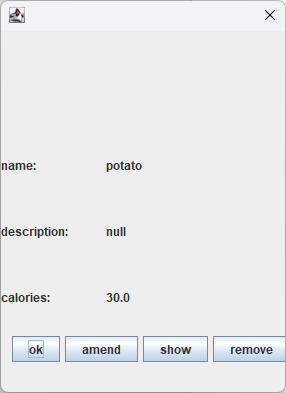 name: potato
description: null
calories: 30.0
ok amend show remove